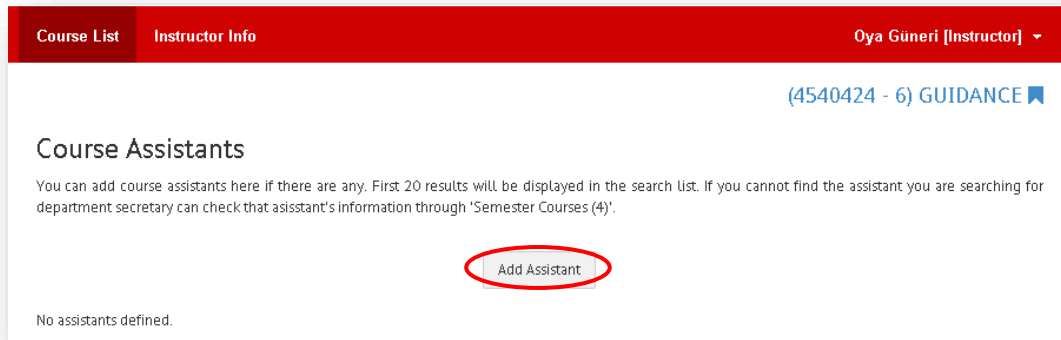 Course List Instructor Info Oya Güneri [Instructor]
(4540424 - 6) GUIDANCE
Course Assistants
You can add course assistants here if there are any. First 20 results will be displayed in the search list. If you cannot find the assistant you are searching for
department secretary can check that asisstant's information through 'Semester Courses (4)'.
Add Assistant
No assistants defined.